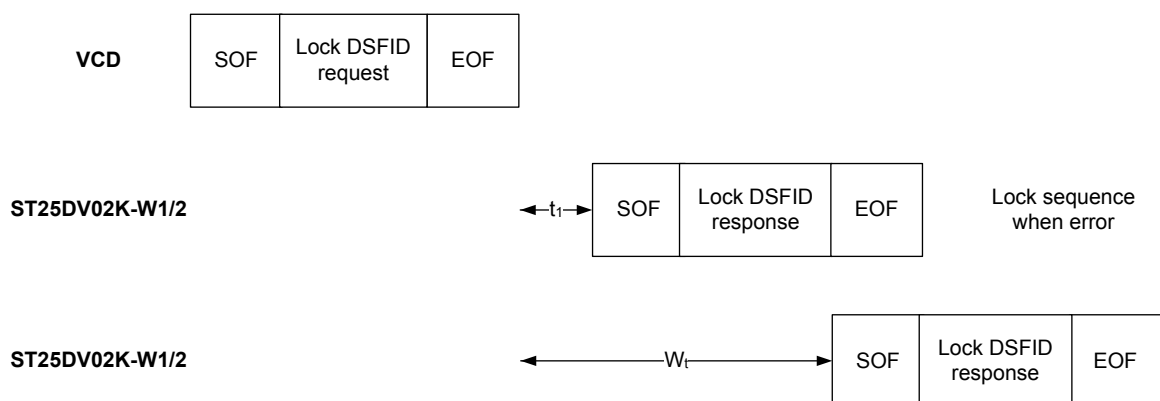 VCD
SOF
Lock DSFID
request
EOF
ST25DV02K-W1/2
t1
SOF
Lock DSFID
response
EOF
Lock sequence
when error
ST25DV02K-W1/2
Wt
SOF
Lock DSFID
response
EOF